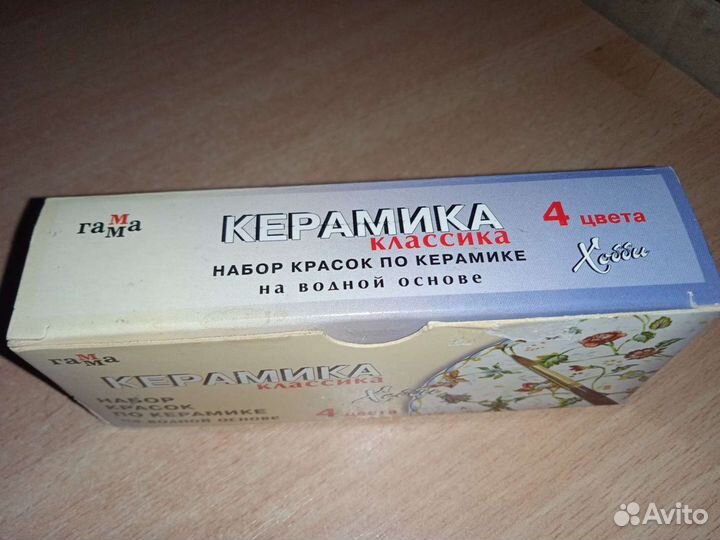 гамма
КЕРАМИКА
классика
4 цвета
НАБОР КРАСОК ПО КЕРАМИКЕ
на водной основе
Хобби
гамма
КЕРАМИКА
классика
Хобби
НАБОР
КРАСОК
ПО КЕРАМИКЕ
на водной основе
4 цвета
Avito